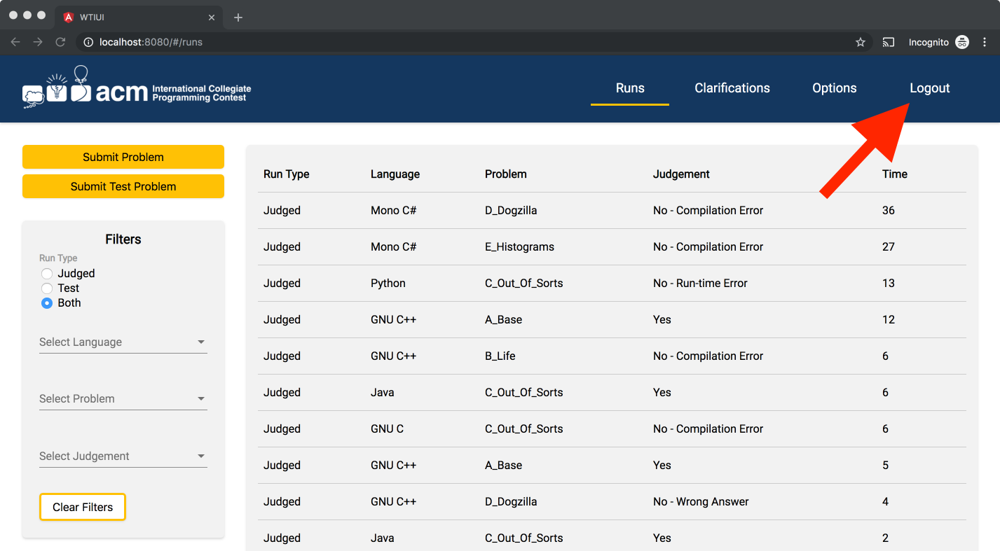 WTIUI
localhost:8080/#/runs
Incognito
acm International Collegiate
Programming Contest
Runs Clarifications Options Logout
Submit Problem
Submit Test Problem
Filters
Run Type
Judged
Test
Both
Select Language
Select Problem
Select Judgement
Clear Filters
Run Type Language Problem Judgement Time
Judged Mono C# D_Dogzilla No - Compilation Error 36
Judged Mono C# E_Histograms No - Compilation Error 27
Judged Python C_Out_Of_Sorts No - Run-time Error 13
Judged GNU C++ A_Base Yes 12
Judged GNU C++ B_Life No - Compilation Error 6
Judged Java C_Out_Of_Sorts Yes 6
Judged GNU C C_Out_Of_Sorts No - Compilation Error 6
Judged GNU C++ A_Base Yes 5
Judged GNU C++ D_Dogzilla No - Wrong Answer 4
Judged Java C_Out_Of_Sorts Yes 2